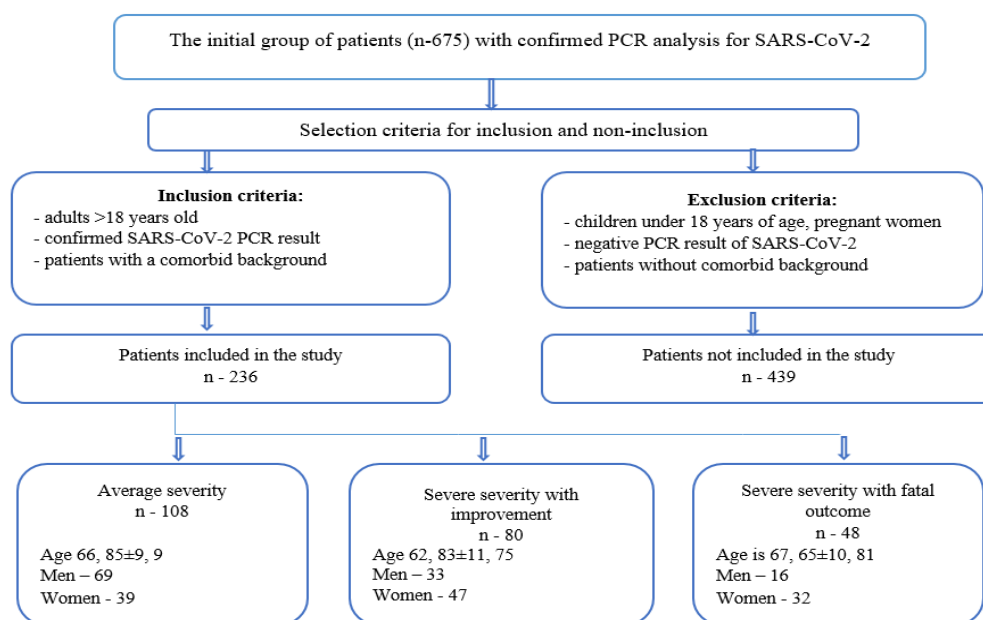 The initial group of patients (n-675) with confirmed PCR analysis for SARS-CoV-2
Selection criteria for inclusion and non-inclusion
Inclusion criteria:
- adults >18 years old
- confirmed SARS-CoV-2 PCR result
- patients with a comorbid background
Exclusion criteria:
- children under 18 years of age, pregnant women
- negative PCR result of SARS-CoV-2
- patients without comorbid background
Patients included in the study
n - 236
Patients not included in the study
n - 439
Average severity
n - 108
Age 66, 85±9, 9
Men – 69
Women - 39
Severe severity with
improvement
n - 80
Age 62, 83±11, 75
Men – 33
Women - 47
Severe severity with fatal
outcome
n - 48
Age is 67, 65±10, 81
Men – 16
Women - 32